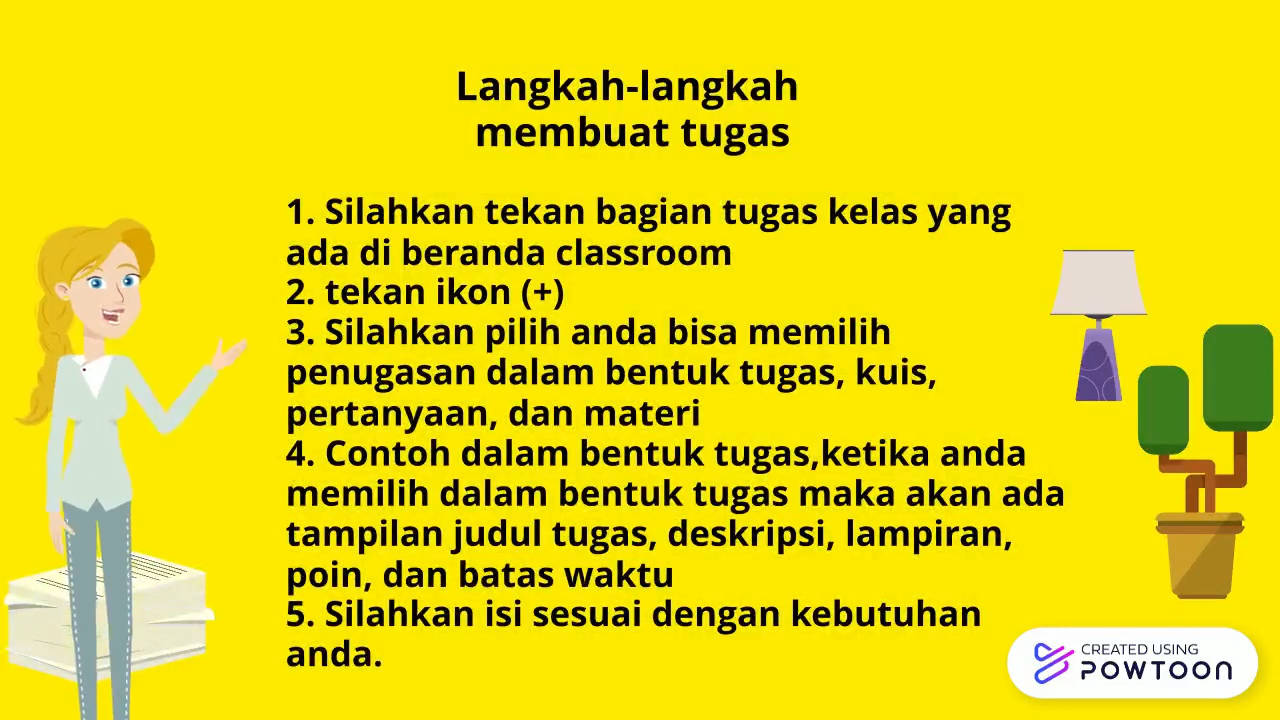 Langkah-langkah
membuat tugas
1. Silahkan tekan bagian tugas kelas yang
ada di beranda classroom
2. tekan ikon (+)
3. Silahkan pilih anda bisa memilih
penugasan dalam bentuk tugas, kuis,
pertanyaan, dan materi
4. Contoh dalam bentuk tugas,ketika anda
memilih dalam bentuk tugas maka akan ada
tampilan judul tugas, deskripsi, lampiran,
poin, dan batas waktu
5. Silahkan isi sesuai dengan kebutuhan
anda.
CREATED USING
POWTOON